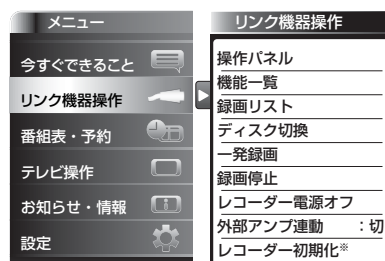 メニュー
今すぐできること
リンク機器操作
番組表・予約
テレビ操作
お知らせ・情報
設定
リンク機器操作
操作パネル
機能一覧
録画リスト
ディスク切換
一発録画
録画停止
レコーダー電源オフ
外部アンプ連動　：切
レコーダー初期化※